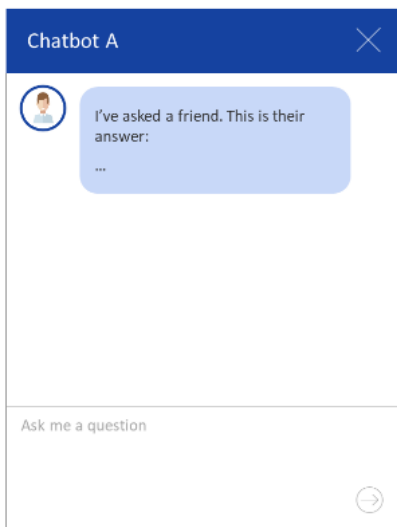 Chatbot A
I’ve asked a friend. This is their
answer:
...
Ask me a question